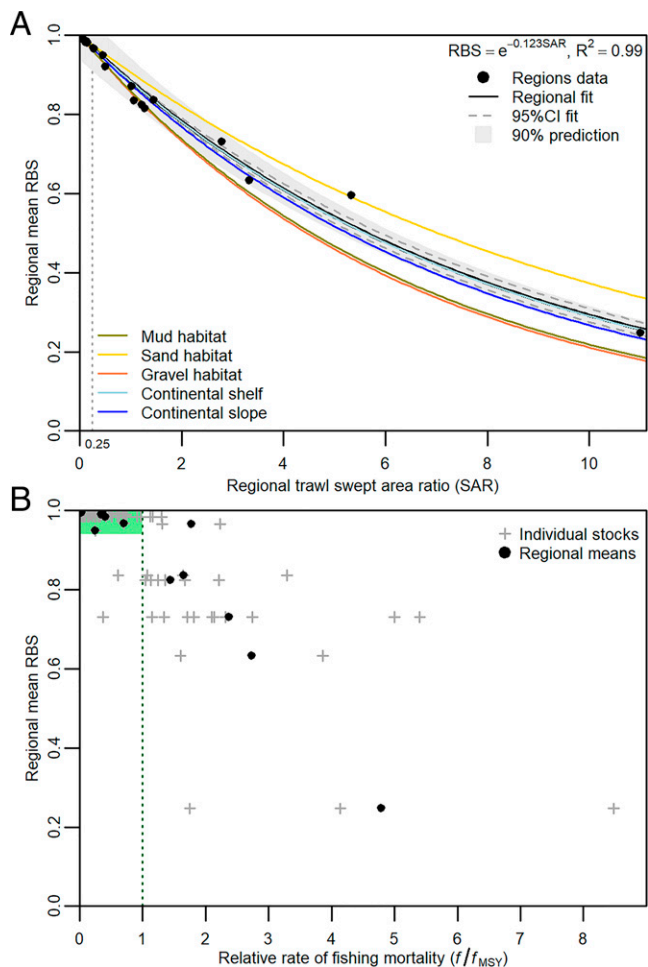 A
RBS = e^−0.123SAR, R² = 0.99
Regions data
Regional fit
95%CI fit
90% prediction
Regional mean RBS
1.0
0.8
0.6
0.4
0.2
0.0
Mud habitat
Sand habitat
Gravel habitat
Continental shelf
Continental slope
0.25
0 2 4 6 8 10
Regional trawl swept area ratio (SAR)
B
Individual stocks
Regional means
Regional mean RBS
1.0
0.8
0.6
0.4
0.2
0.0
0 1 2 3 4 5 6 7 8
Relative rate of fishing mortality (f/fMSY)